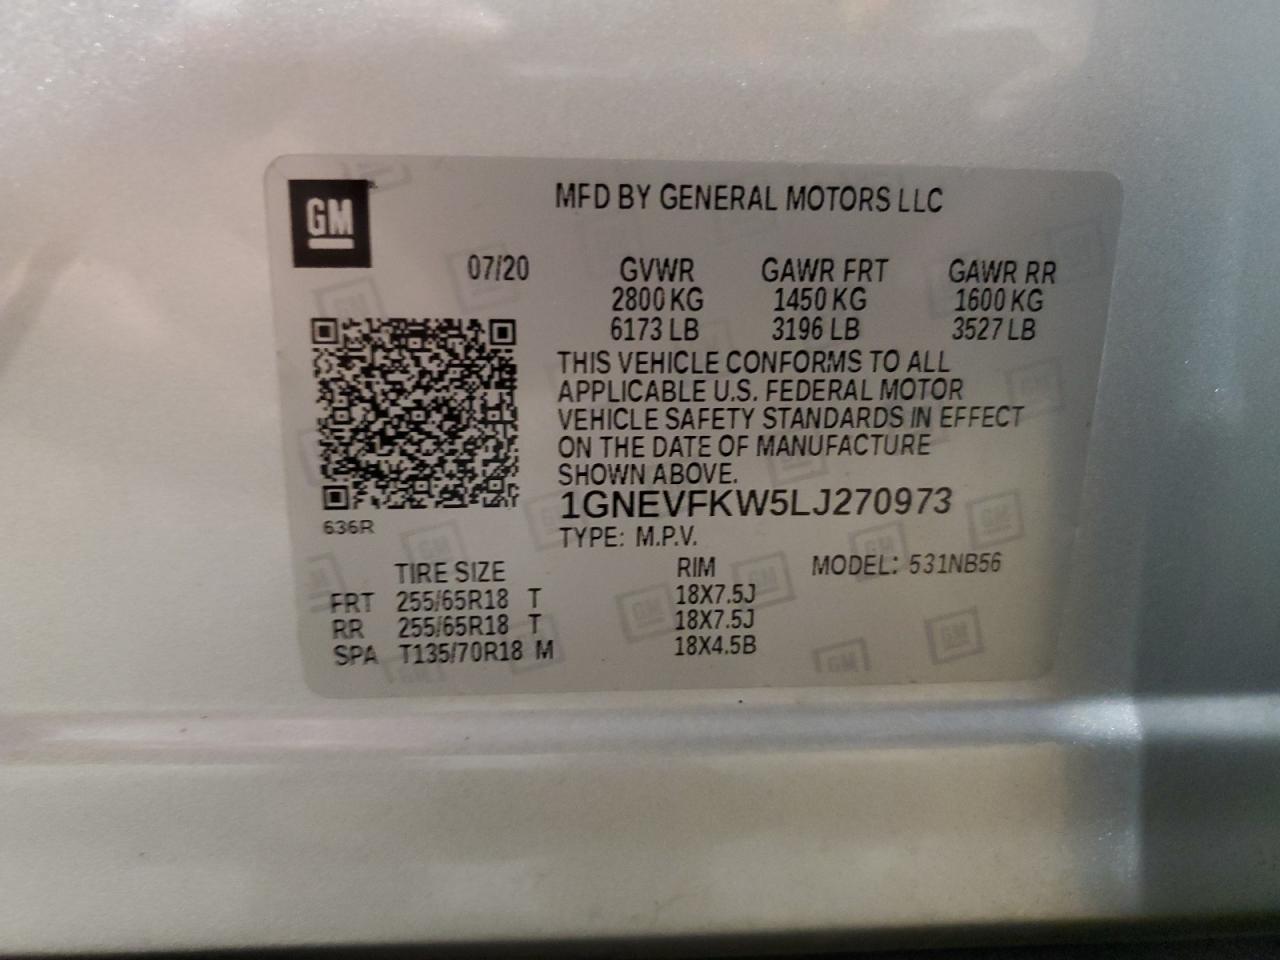 GM
MFD BY GENERAL MOTORS LLC
07/20 GVWR GAWR FRT GAWR RR
2800 KG 1450 KG 1600 KG
6173 LB 3196 LB 3527 LB
THIS VEHICLE CONFORMS TO ALL
APPLICABLE U.S. FEDERAL MOTOR
VEHICLE SAFETY STANDARDS IN EFFECT
ON THE DATE OF MANUFACTURE
SHOWN ABOVE.
1GNEVFKW5LJ270973
636R
TYPE: M.P.V.
TIRE SIZE RIM MODEL: 531NB56
FRT 255/65R18 T 18X7.5J
RR 255/65R18 T 18X7.5J
SPA T135/70R18 M 18X4.5B